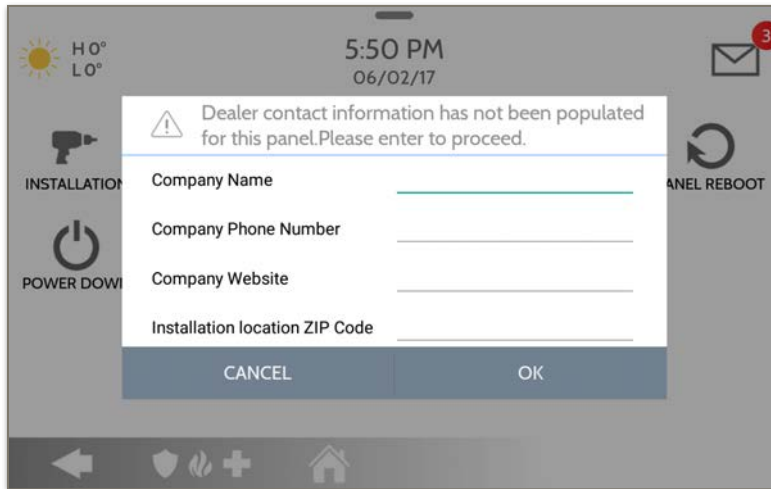 H 0°
L 0°
5:50 PM
06/02/17
3
Dealer contact information has not been populated
for this panel.Please enter to proceed.
INSTALLATION
ANEL REBOOT
Company Name
Company Phone Number
POWER DOWN
Company Website
Installation location ZIP Code
CANCEL
OK